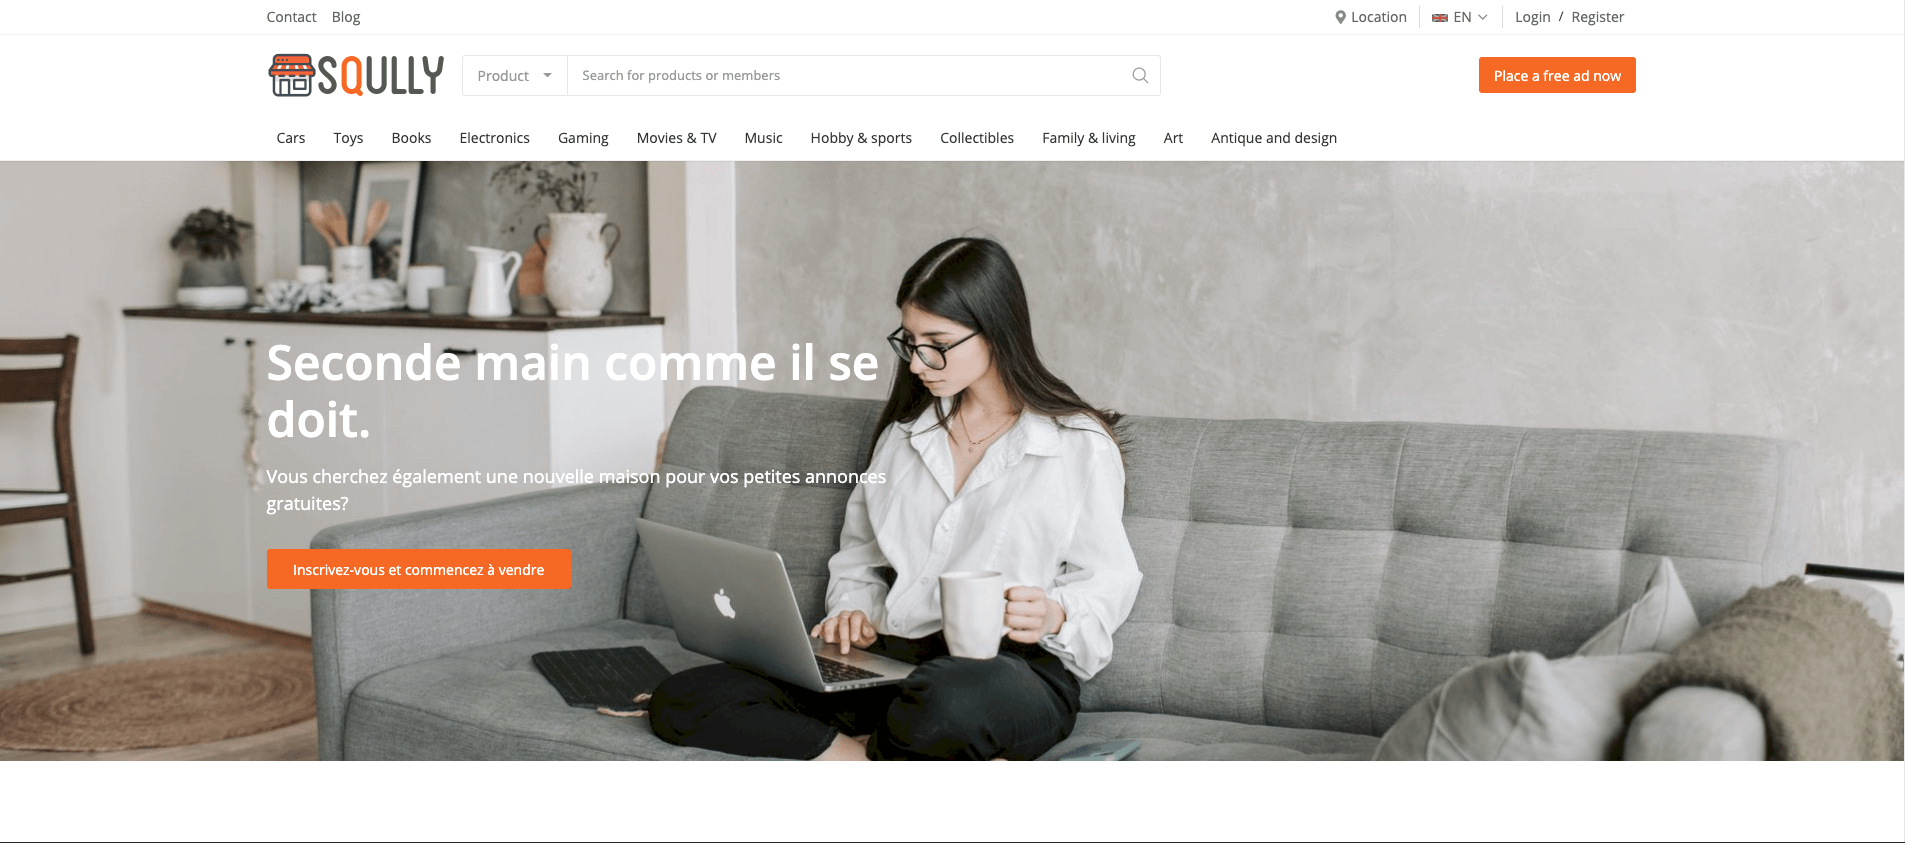 Contact Blog
Location EN Login / Register
SQULLY
Product Search for products or members
Place a free ad now
Cars Toys Books Electronics Gaming Movies & TV Music Hobby & sports Collectibles Family & living Art Antique and design
Seconde main comme il se
doit.
Vous cherchez également une nouvelle maison pour vos petites annonces
gratuites?
Inscrivez-vous et commencez à vendre